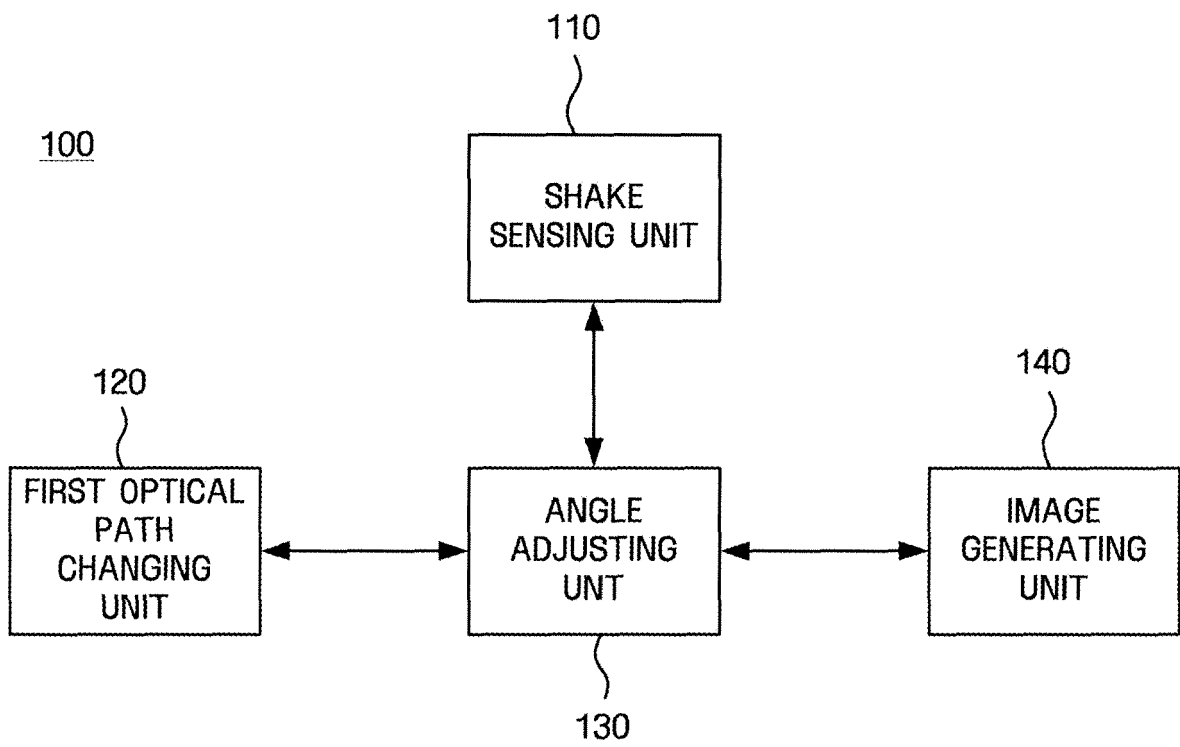 110
100
SHAKE
SENSING UNIT
120
140
FIRST OPTICAL
PATH
CHANGING
UNIT
ANGLE
ADJUSTING
UNT
IMAGE
GENERATING
UNIT
130